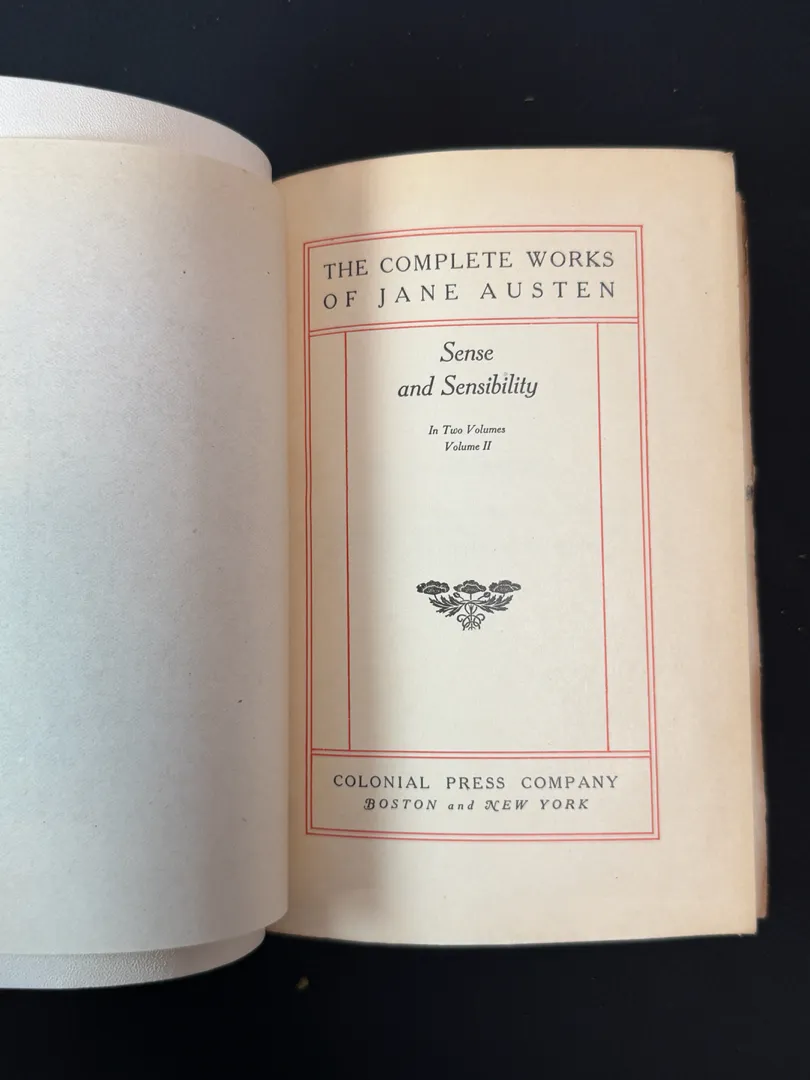 THE COMPLETE WORKS
OF JANE AUSTEN
Sense
and Sensibility
In Two Volumes
Volume II
COLONIAL PRESS COMPANY
BOSTON and NEW YORK